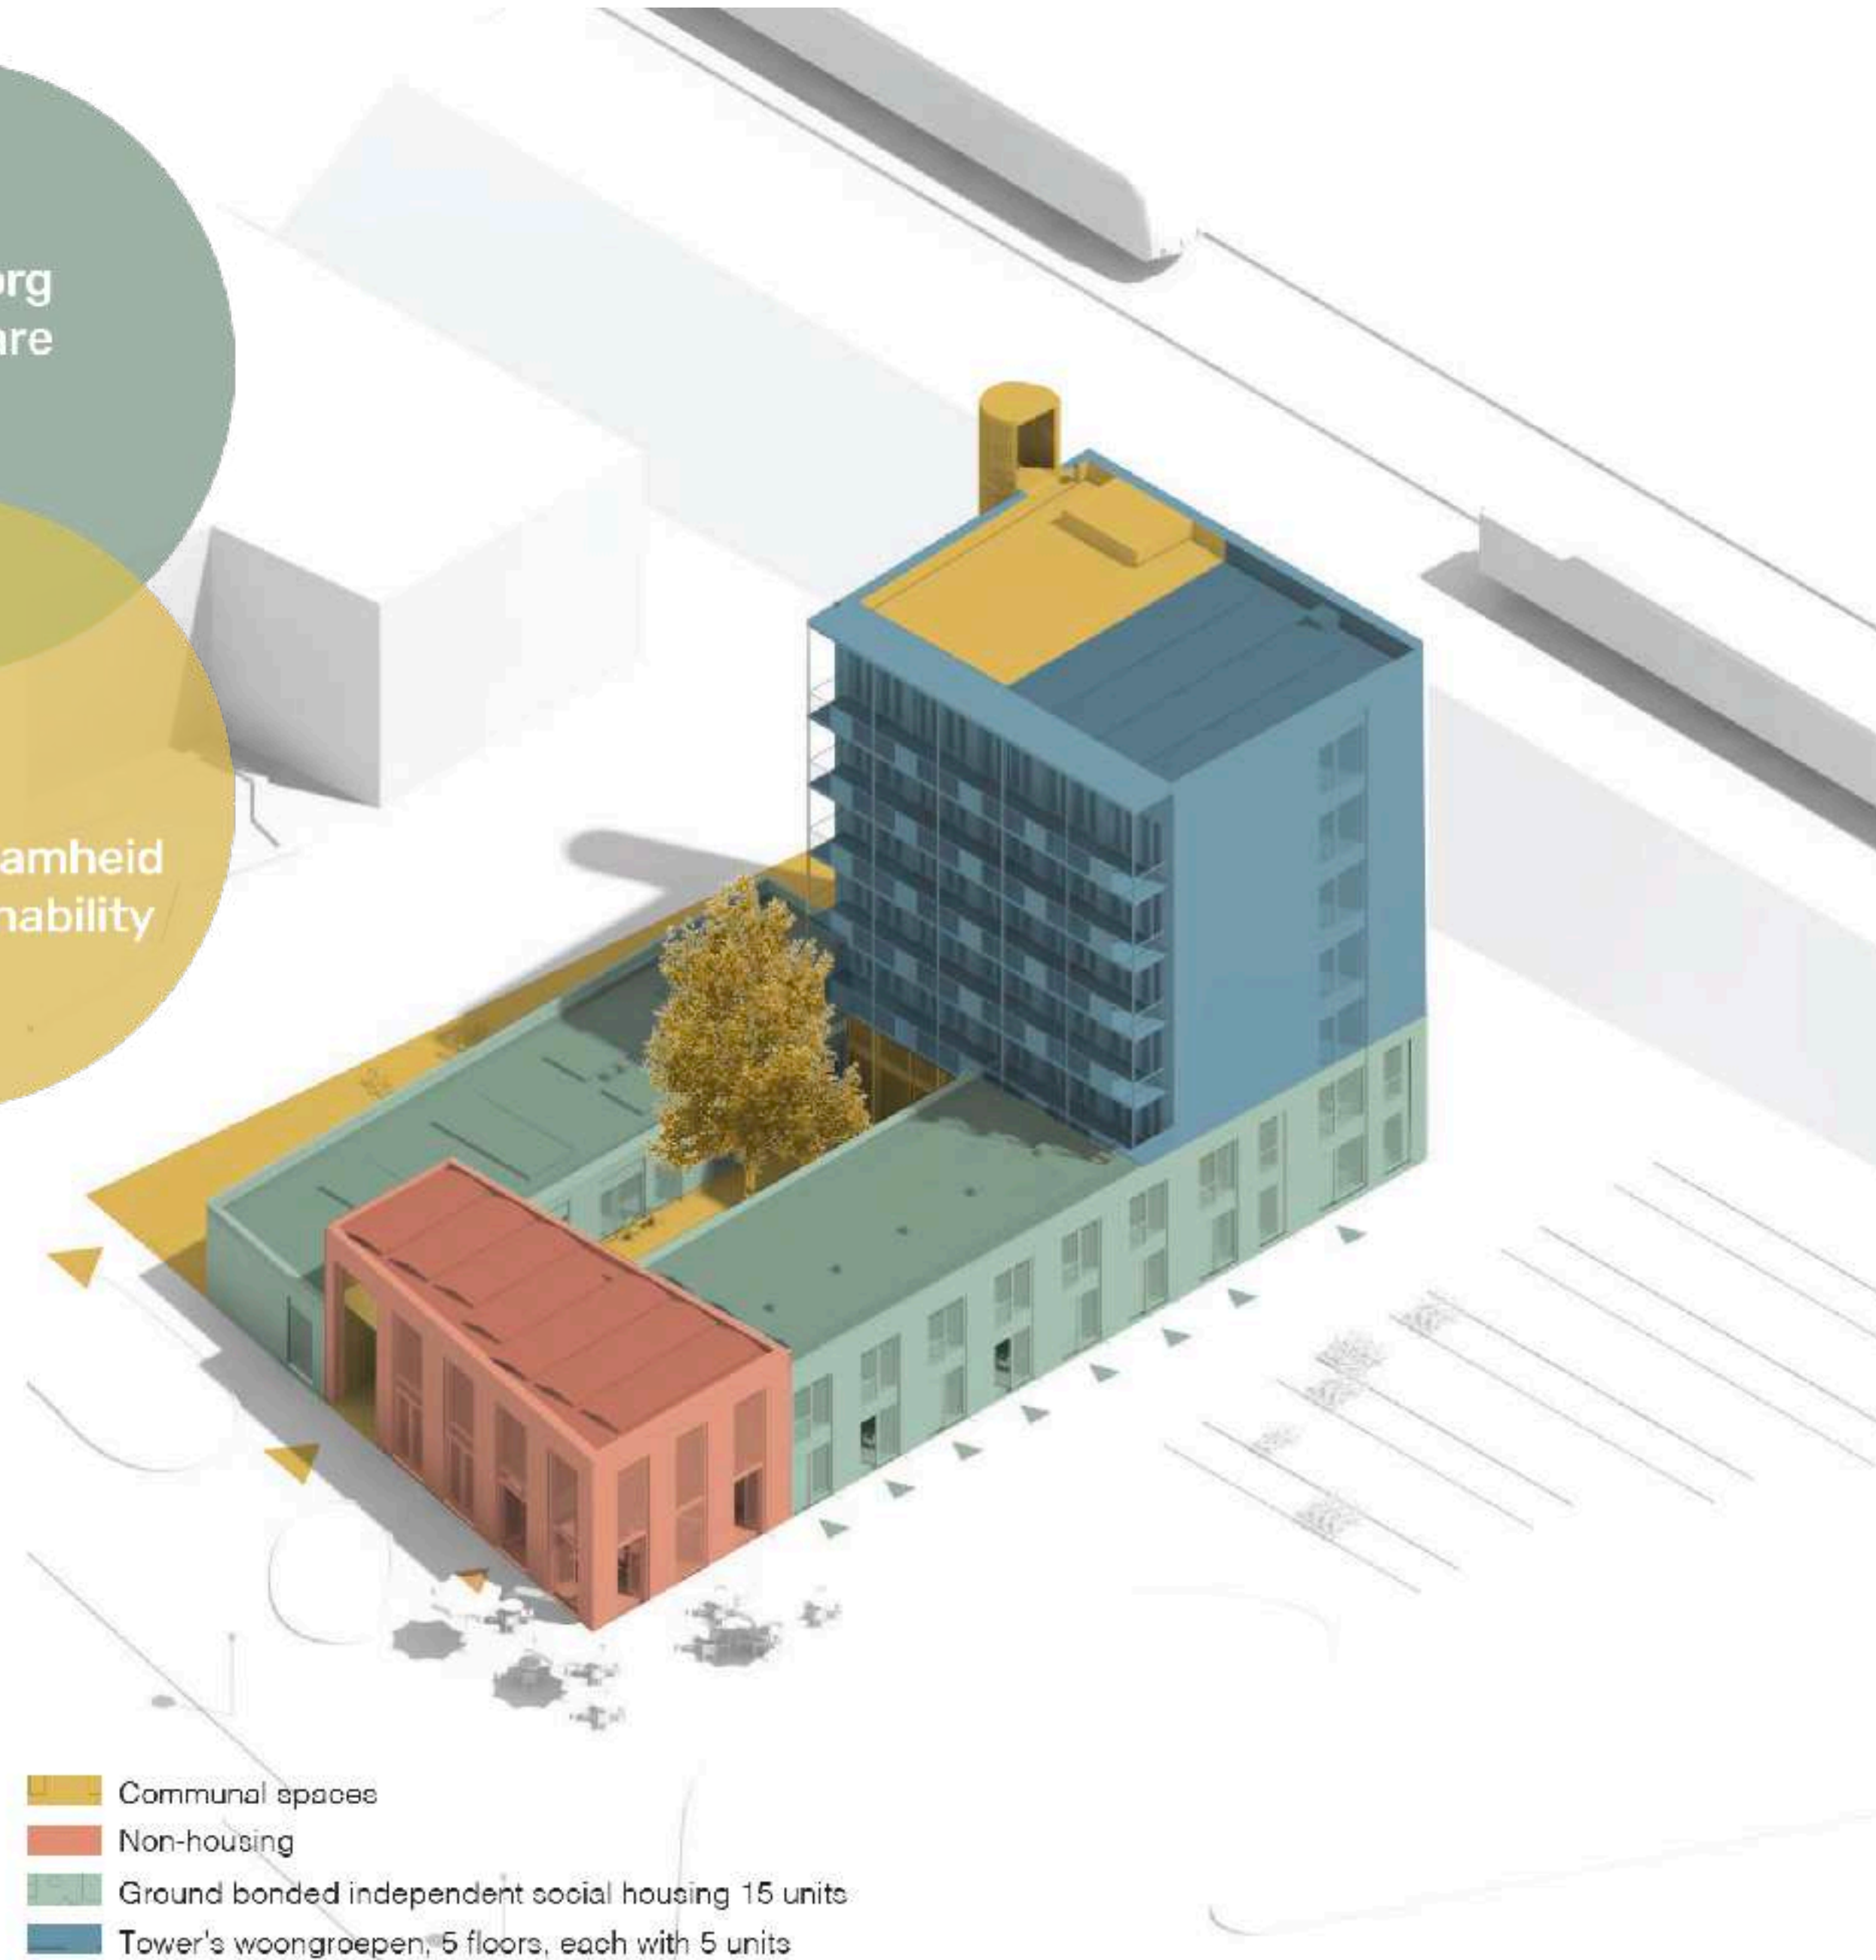 org
are
amheid
nability
Communal spaces
Non-housing
Ground bonded independent social housing 15 units
Tower's woongroepen, 5 floors, each with 5 units